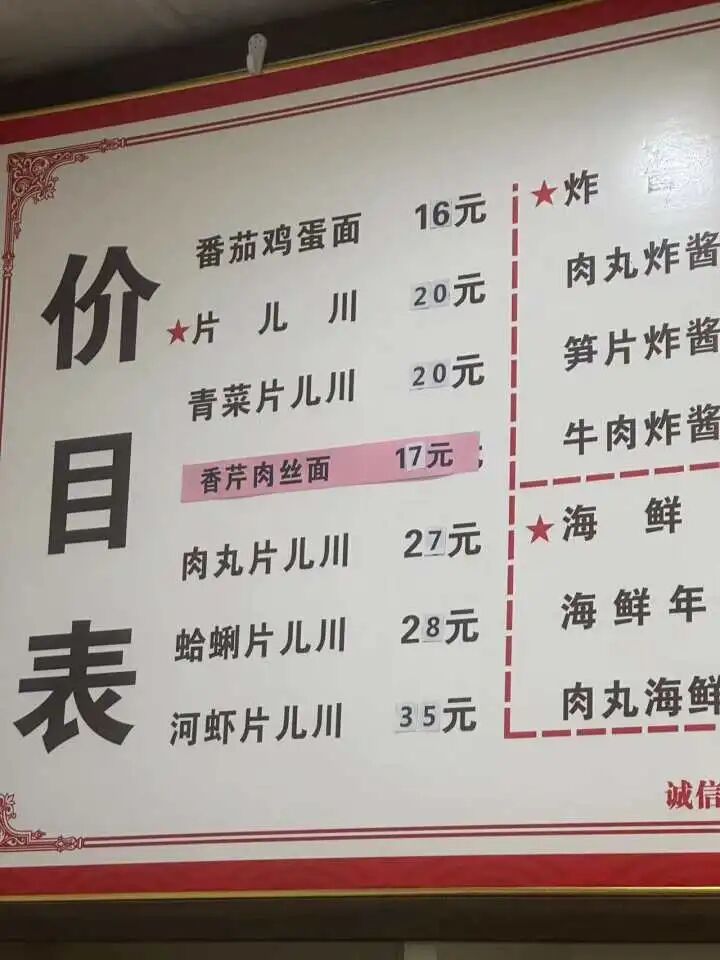 价目表
番茄鸡蛋面 16元
★片儿川 20元
青菜片儿川 20元
香芹肉丝面 17元
肉丸片儿川 27元
蛤蜊片儿川 28元
河虾片儿川 35元
★炸
肉丸炸酱
笋片炸酱
牛肉炸酱
★海鲜
海鲜年
肉丸海鲜
诚信